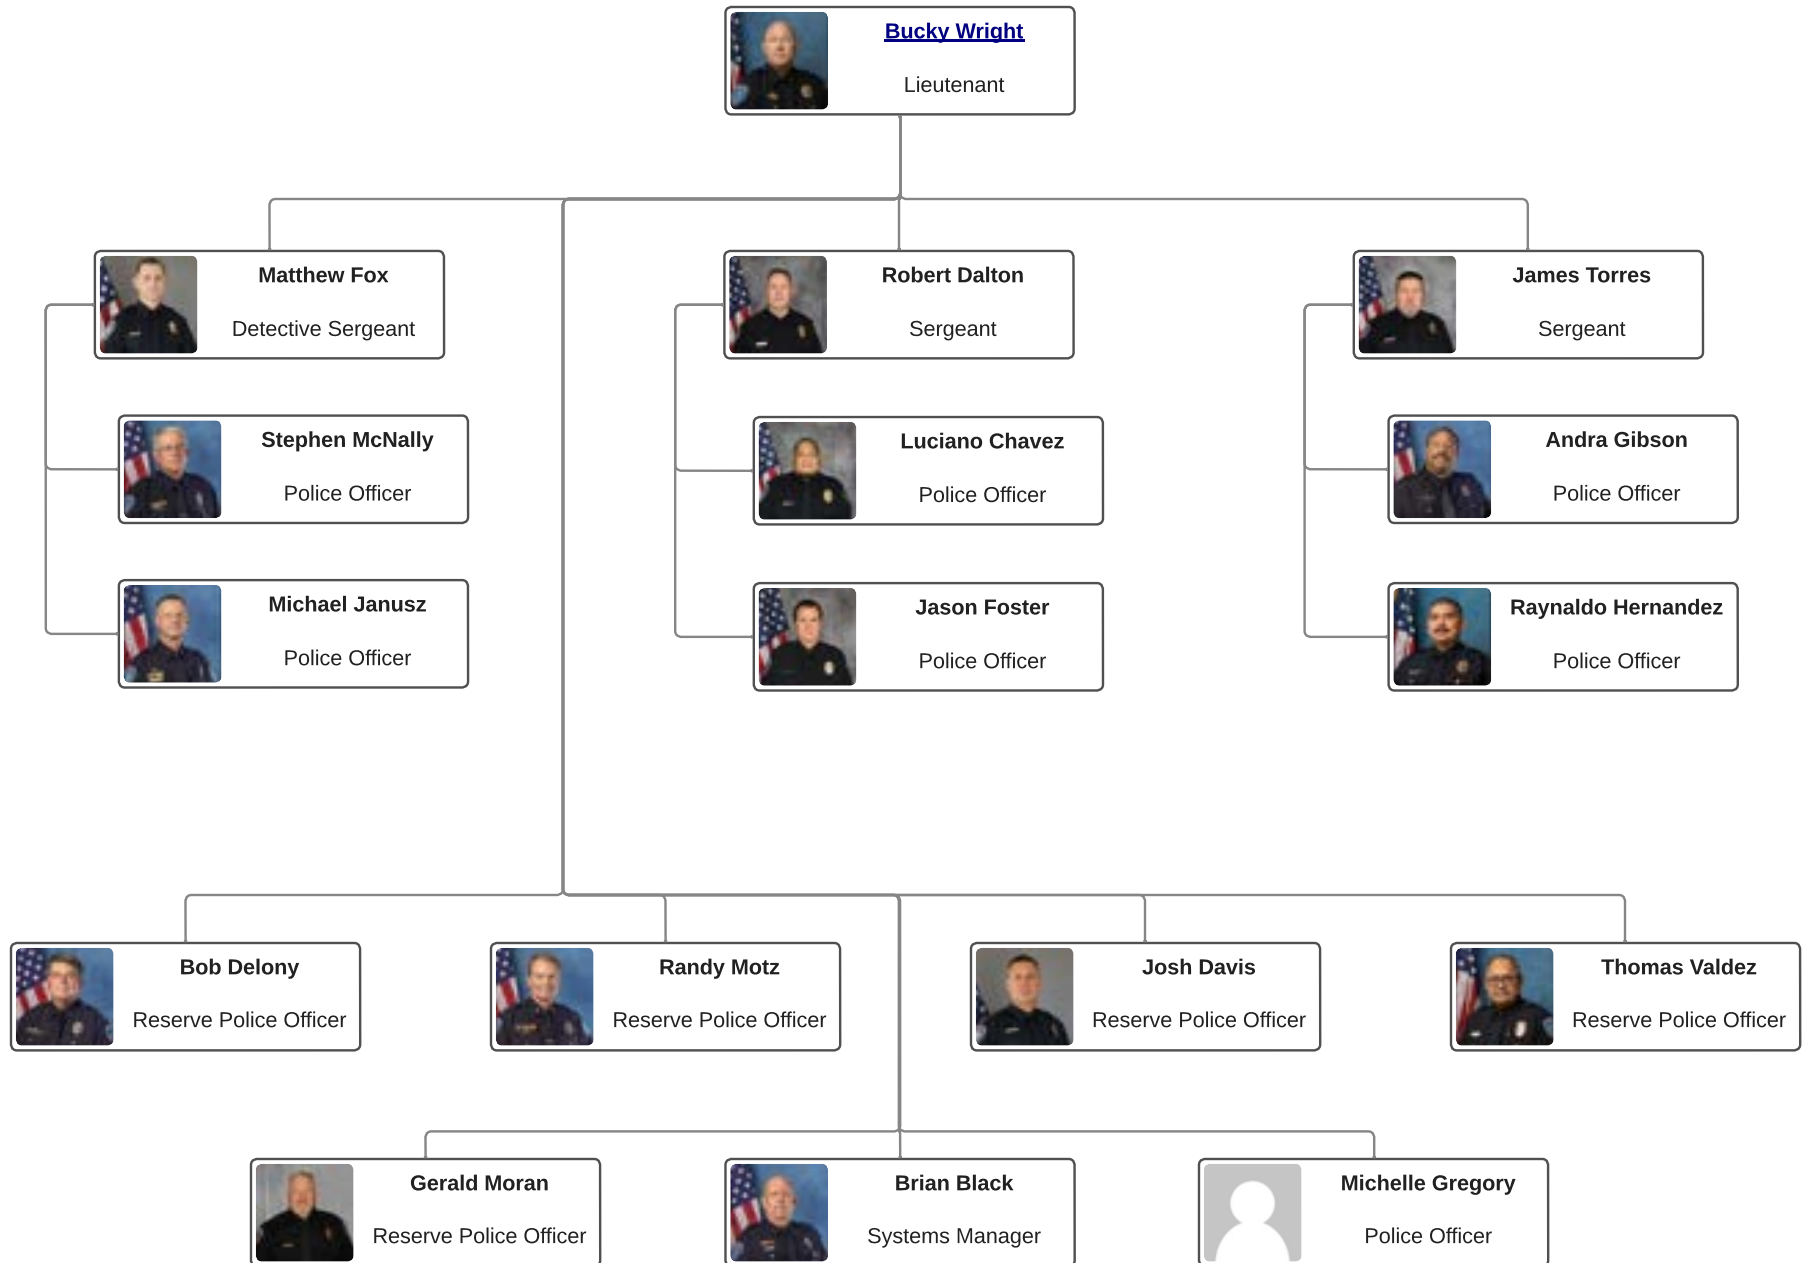 Bucky Wright
Lieutenant
Matthew Fox
Detective Sergeant
Robert Dalton
Sergeant
James Torres
Sergeant
Stephen McNally
Police Officer
Luciano Chavez
Police Officer
Andra Gibson
Police Officer
Michael Janusz
Police Officer
Jason Foster
Police Officer
Raynaldo Hernandez
Police Officer
Bob Delony
Reserve Police Officer
Randy Motz
Reserve Police Officer
Josh Davis
Reserve Police Officer
Thomas Valdez
Reserve Police Officer
Gerald Moran
Reserve Police Officer
Brian Black
Systems Manager
Michelle Gregory
Police Officer